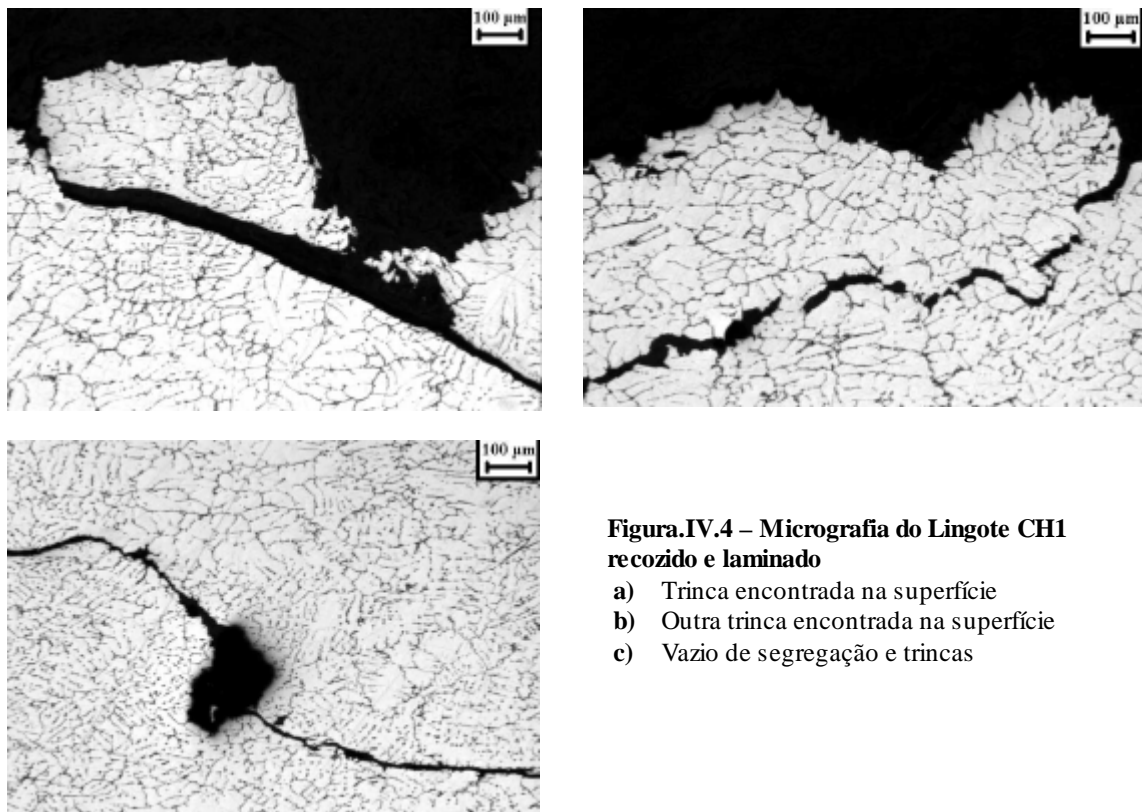 100 µm
100 µm
100 µm
Figura.IV.4 – Micrografia do Lingote CH1
recozido e laminado
a) Trinca encontrada na superfície
b) Outra trinca encontrada na superfície
c) Vazio de segregação e trincas